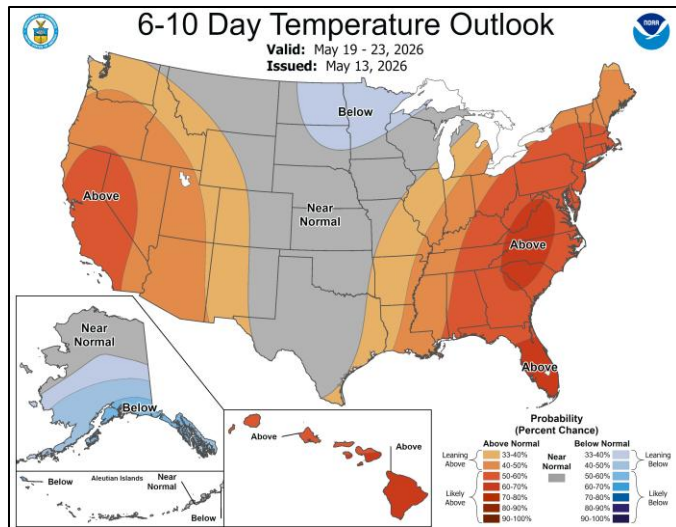 6-10 Day Temperature Outlook
Valid: May 19 - 23, 2026
Issued: May 13, 2026
NOAA
Below
Above
Near
Normal
Above
Above
Near
Normal
Below
Aleutian Islands
Below
Near
Normal
Below
Above
Above
Probability
(Percent Chance)
Above Normal
Below Normal
Leaning
Above
33-40%
40-50%
50-60%
Likely
Above
60-70%
70-80%
80-90%
90-100%
Near
Normal
33-40%
40-50%
50-60%
Leaning
Below
60-70%
70-80%
80-90%
90-100%
Likely
Below